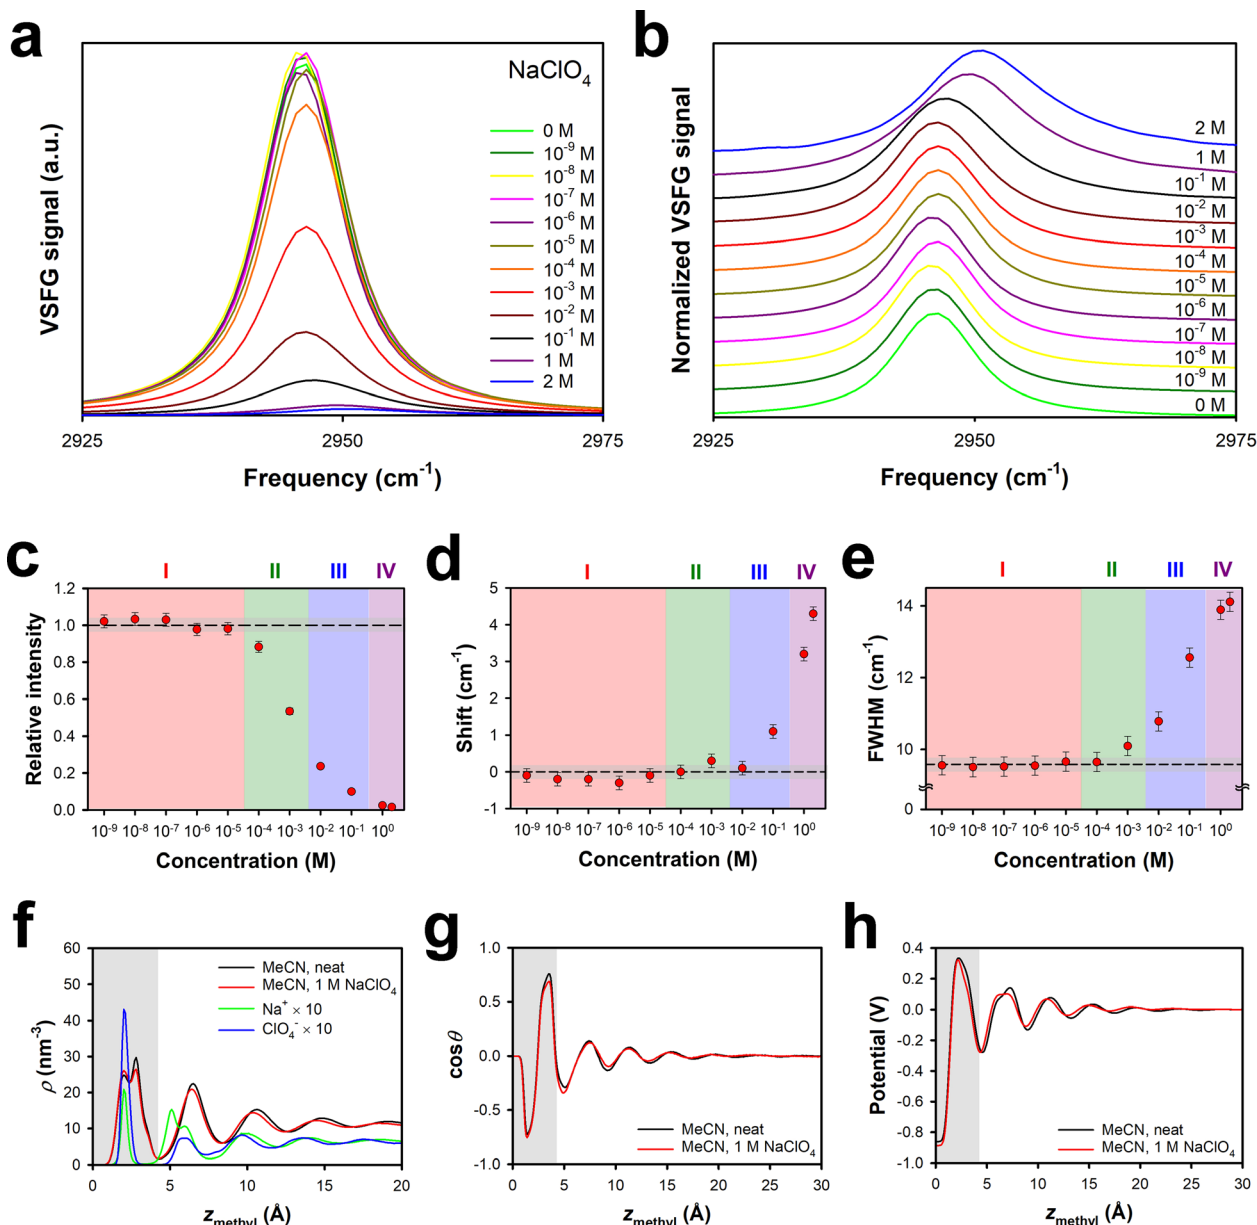 a
NaClO4
0 M
10-9 M
10-8 M
10-7 M
10-6 M
10-5 M
10-4 M
10-3 M
10-2 M
10-1 M
1 M
2 M
VSFG signal (a.u.)
2925 2950 2975
Frequency (cm-1)
b
2 M
1 M
10-1 M
10-2 M
10-3 M
10-4 M
10-5 M
10-6 M
10-7 M
10-8 M
10-9 M
0 M
Normalized VSFG signal
2925 2950 2975
Frequency (cm-1)
c
I II III IV
1.2
1.0
0.8
0.6
0.4
0.2
0.0
Relative intensity
10-9 10-8 10-7 10-6 10-5 10-4 10-3 10-2 10-1 100
Concentration (M)
d
I II III IV
5
4
3
2
1
0
-1
Shift (cm-1)
10-9 10-8 10-7 10-6 10-5 10-4 10-3 10-2 10-1 100
Concentration (M)
e
I II III IV
14
12
10
0
FWHM (cm-1)
10-9 10-8 10-7 10-6 10-5 10-4 10-3 10-2 10-1 100
Concentration (M)
f
60
50
40
30
20
10
0
ρ (nm-3)
MeCN, neat
MeCN, 1 M NaClO4
Na+ × 10
ClO4- × 10
0 5 10 15 20
zmethyl (Å)
g
1.0
0.5
0.0
-0.5
-1.0
cosθ
MeCN, neat
MeCN, 1 M NaClO4
0 5 10 15 20 25 30
zmethyl (Å)
h
0.4
0.2
0.0
-0.2
-0.4
-0.6
-0.8
-1.0
Potential (V)
MeCN, neat
MeCN, 1 M NaClO4
0 5 10 15 20 25 30
zmethyl (Å)